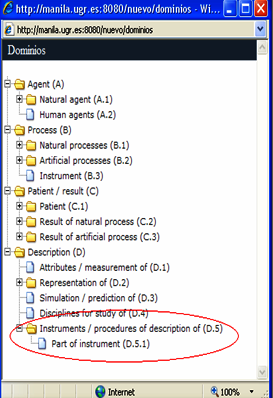 http://manila.ugr.es:8080/nuevo/dominios - Wi...
http://manila.ugr.es:8080/nuevo/dominios
Dominios
Agent (A)
Natural agent (A.1)
Human agents (A.2)
Process (B)
Natural processes (B.1)
Artificial processes (B.2)
Instrument (B.3)
Patient / result (C)
Patient (C.1)
Result of natural process (C.2)
Result of artificial process (C.3)
Description (D)
Attributes / measurement of (D.1)
Representation of (D.2)
Simulation / prediction of (D.3)
Disciplines for study of (D.4)
Instruments / procedures of description of (D.5)
Part of instrument (D.5.1)
Internet 100%